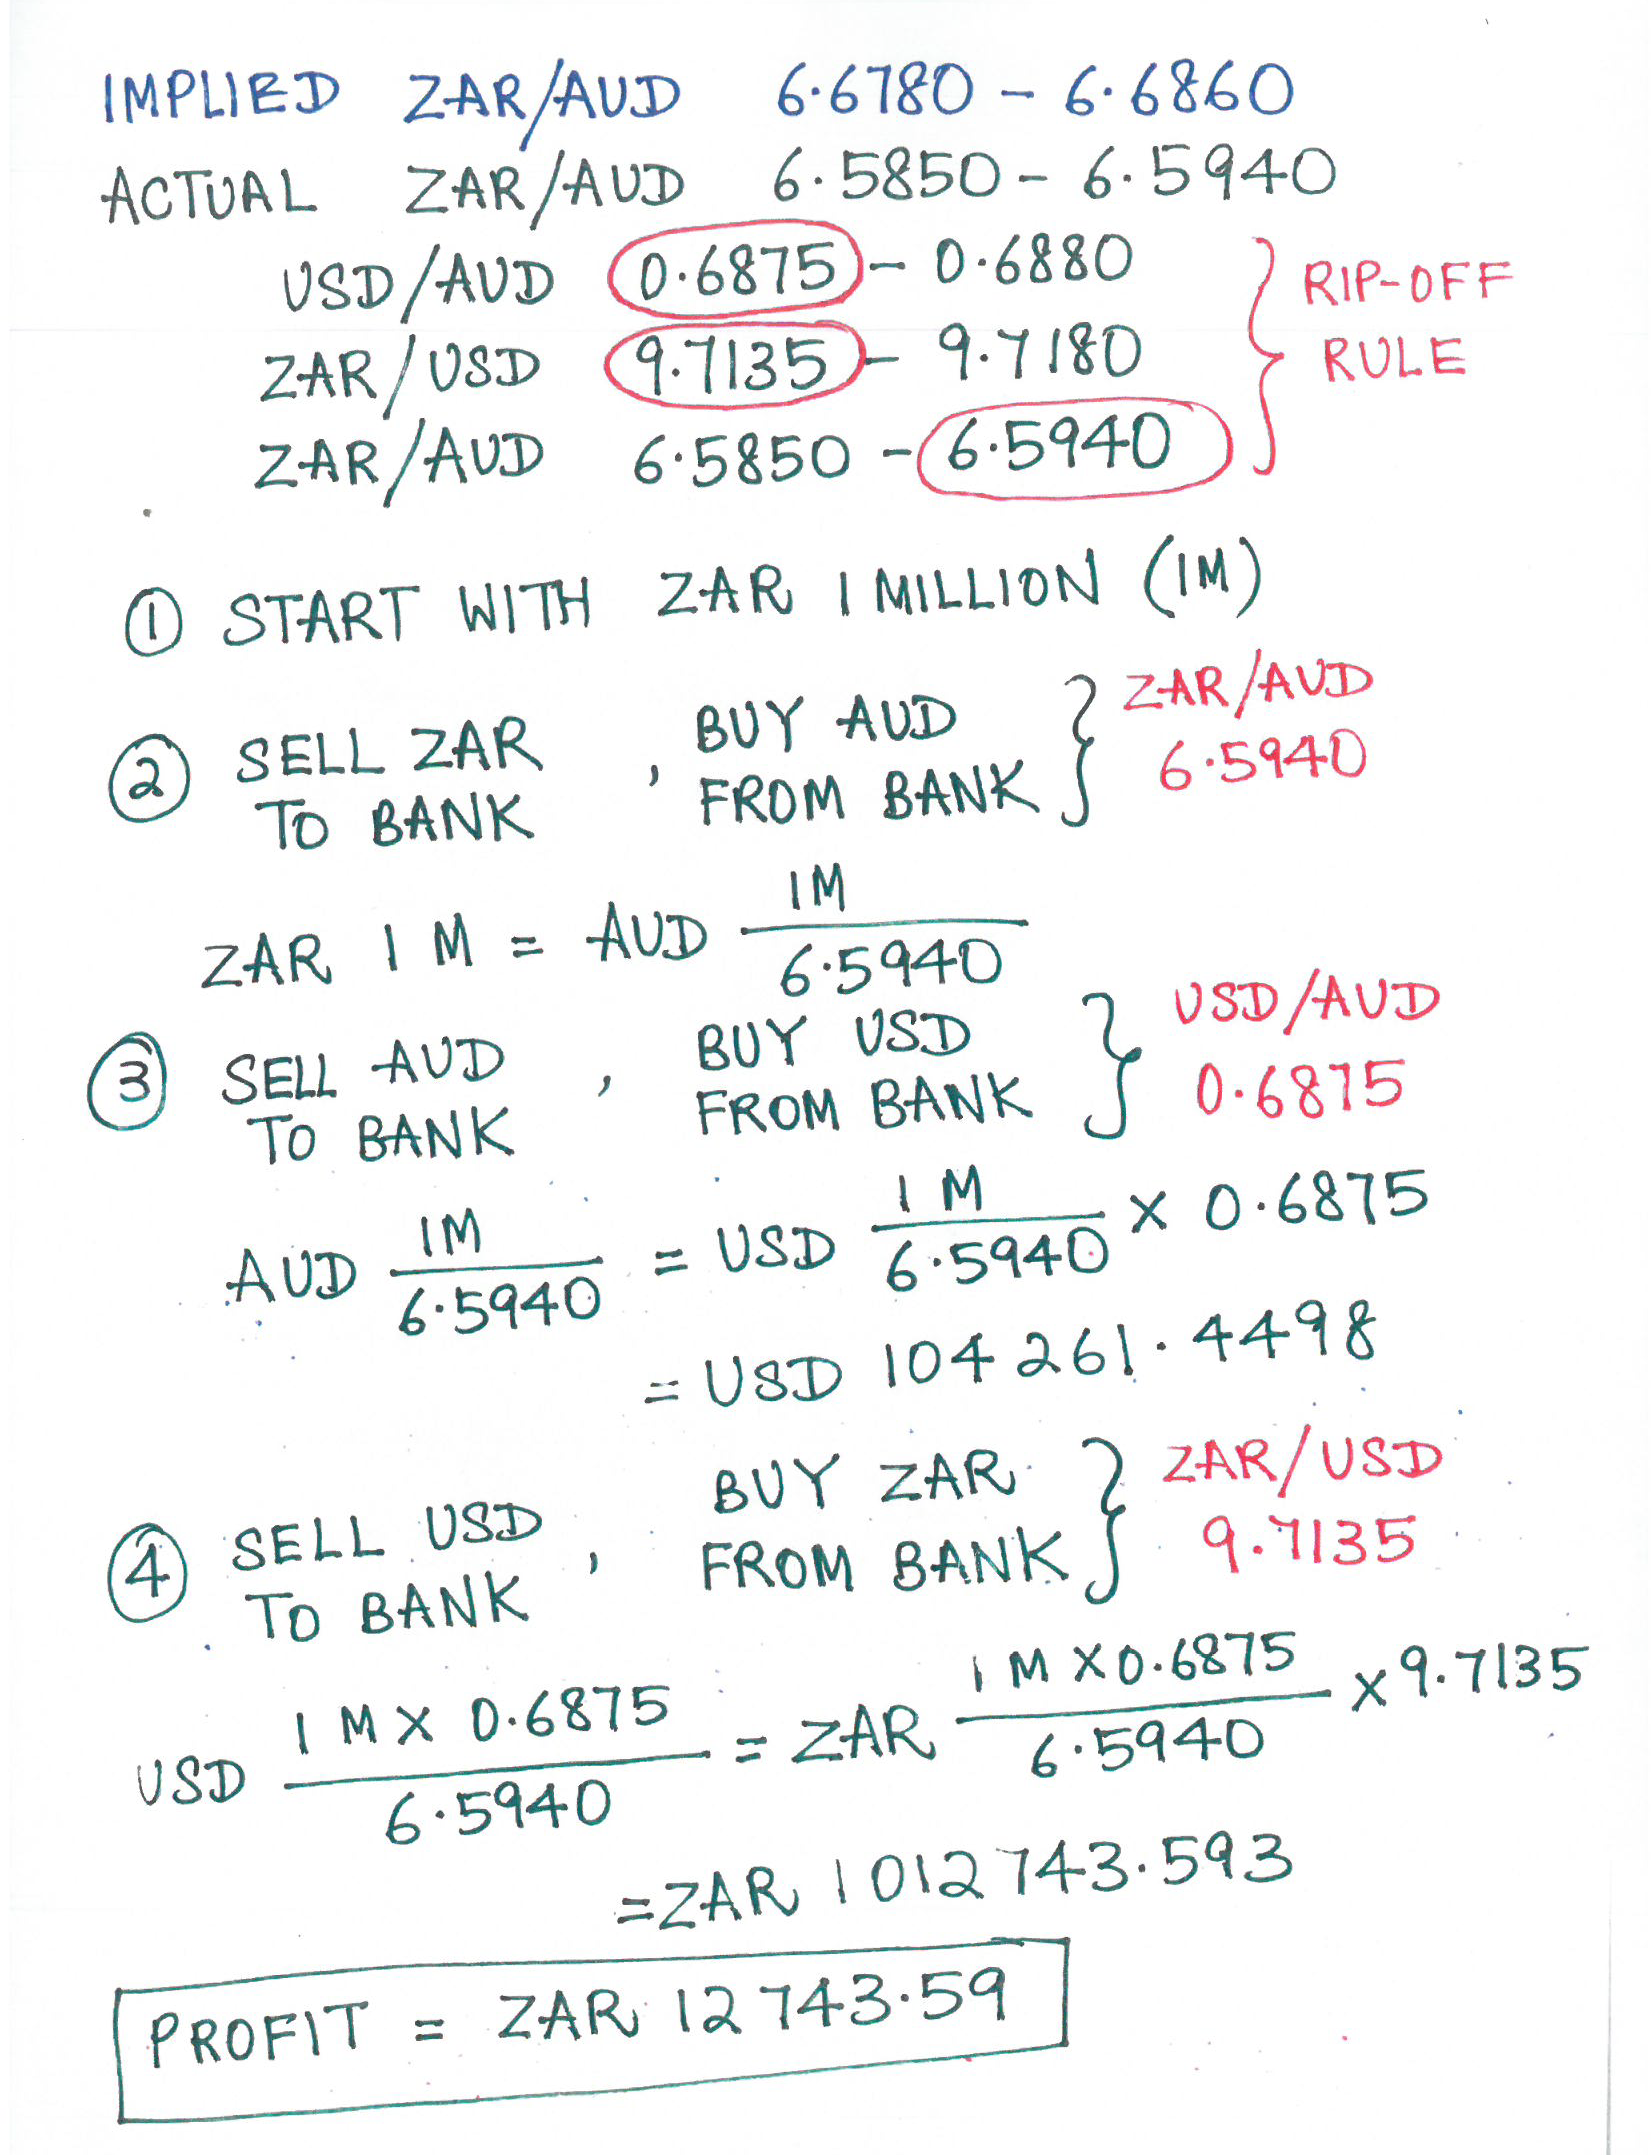 IMPLIED ZAR/AUD 6.6780 - 6.6860
ACTUAL ZAR/AUD 6.5850 - 6.5940
USD/AUD 0.6875 - 0.6880
ZAR/USD 9.7135 - 9.7180
ZAR/AUD 6.5850 - 6.5940
} RIP-OFF
RULE
① START WITH ZAR 1 MILLION (1M)
② SELL ZAR TO BANK , BUY AUD FROM BANK } ZAR/AUD 6.5940
ZAR 1 M = AUD 1M / 6.5940
③ SELL AUD TO BANK , BUY USD FROM BANK } USD/AUD 0.6875
AUD 1M / 6.5940 = USD 1 M / 6.5940 × 0.6875
= USD 104 261.4498
④ SELL USD TO BANK , BUY ZAR FROM BANK } ZAR/USD 9.7135
USD 1 M × 0.6875 / 6.5940 = ZAR 1 M × 0.6875 / 6.5940 × 9.7135
= ZAR 1 012 743.593
PROFIT = ZAR 12 743.59